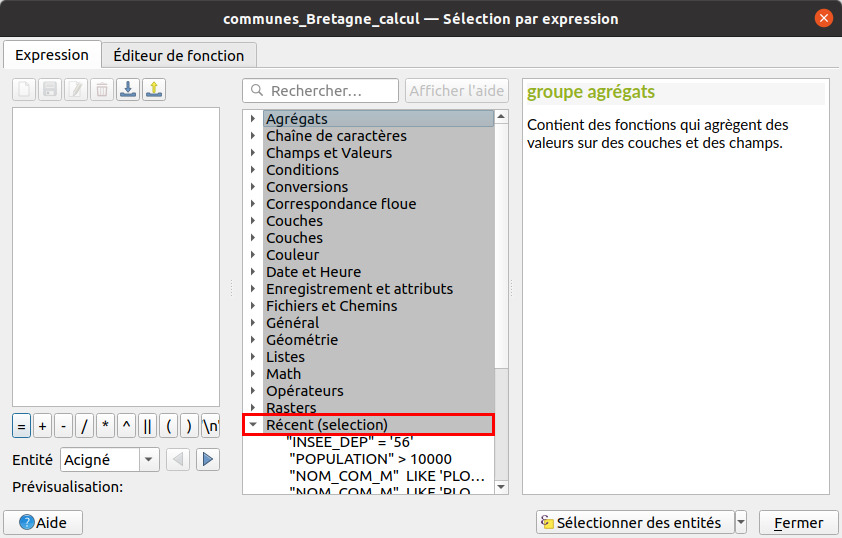 communes_Bretagne_calcul — Sélection par expression
Expression
Éditeur de fonction
Rechercher...
Afficher l'aide
Agrégats
Chaîne de caractères
Champs et Valeurs
Conditions
Conversions
Correspondance floue
Couches
Couches
Couleur
Date et Heure
Enregistrement et attributs
Fichiers et Chemins
Général
Géométrie
Listes
Math
Opérateurs
Rasters
Récent (selection)
"INSEE_DEP" = '56'
"POPULATION" > 10000
"NOM_COM_M"  LIKE 'PLO...
"NOM_COM_M"  LIKE 'PLO...
groupe agrégats
Contient des fonctions qui agrègent des
valeurs sur des couches et des champs.
= + - / * ^ || ( ) '\n'
Entité Acigné
Prévisualisation:
Aide
Sélectionner des entités
Fermer